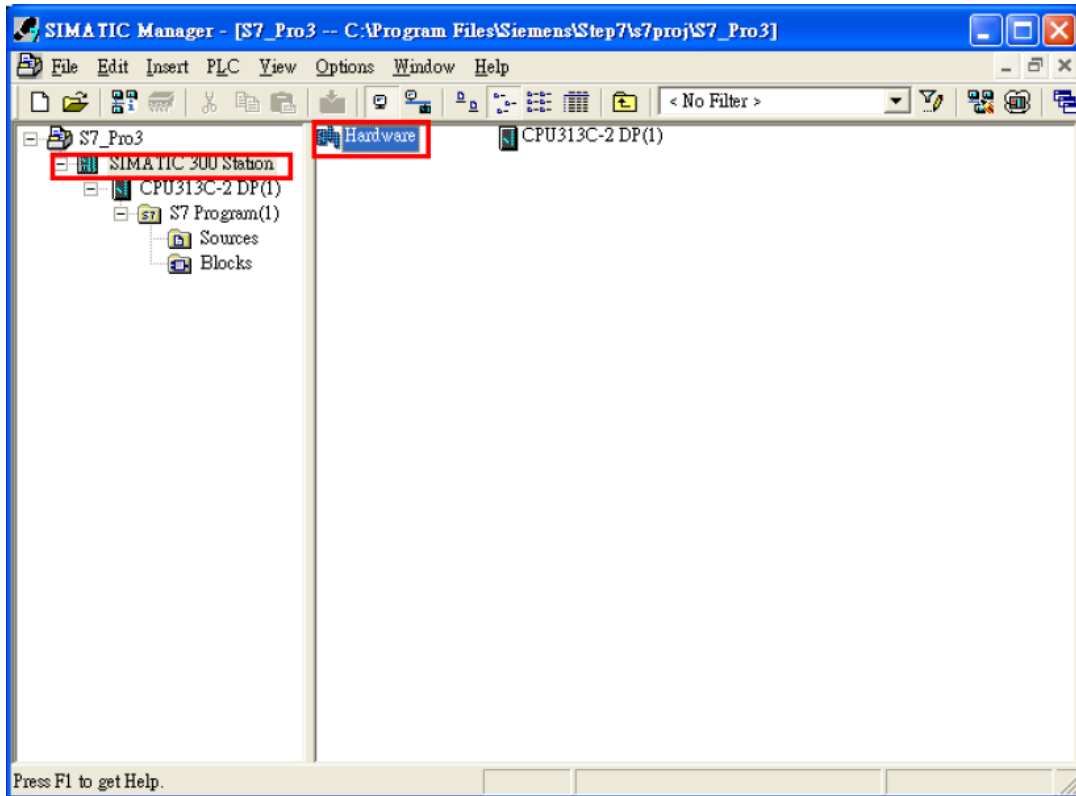 SIMATIC Manager - [S7_Pro3 -- C:\Program Files\Siemens\Step7\s7proj\S7_Pro3]
File Edit Insert PLC View Options Window Help
< No Filter >
S7_Pro3
SIMATIC 300 Station
CPU313C-2 DP(1)
S7 Program(1)
Sources
Blocks
Hardware
CPU313C-2 DP(1)
Press F1 to get Help.